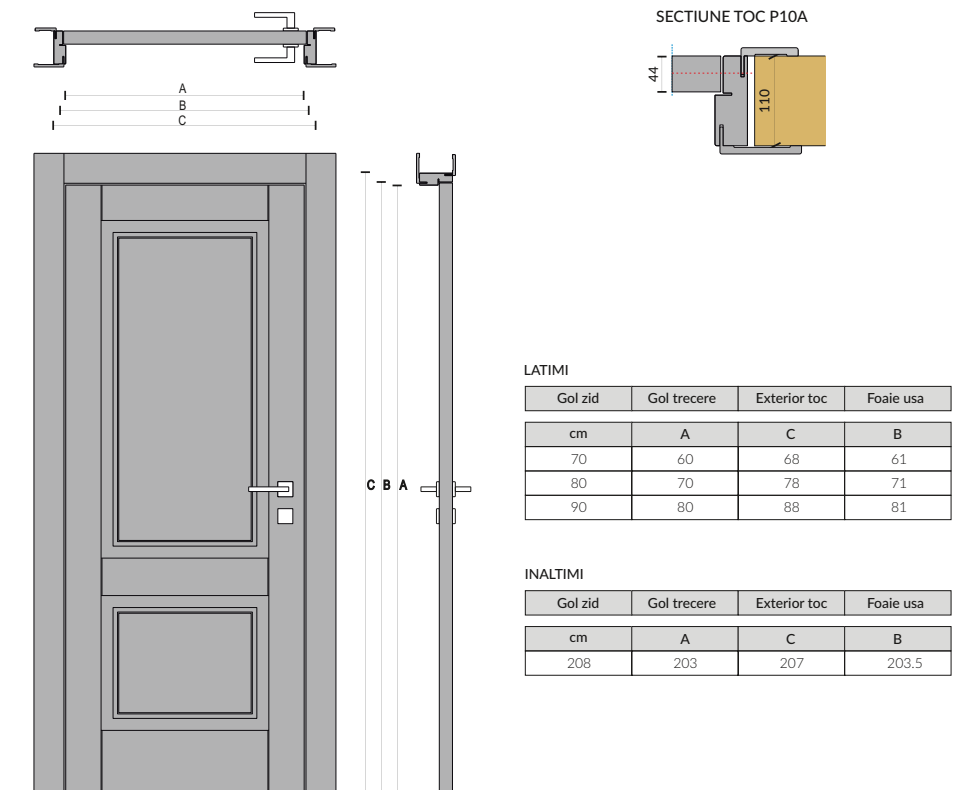 SECTIUNE TOC P10A
44
110
A
B
C
C B A
LATIMI
Gol zid Gol trecere Exterior toc Foaie usa
cm A C B
70 60 68 61
80 70 78 71
90 80 88 81
INALTIMI
Gol zid Gol trecere Exterior toc Foaie usa
cm A C B
208 203 207 203.5